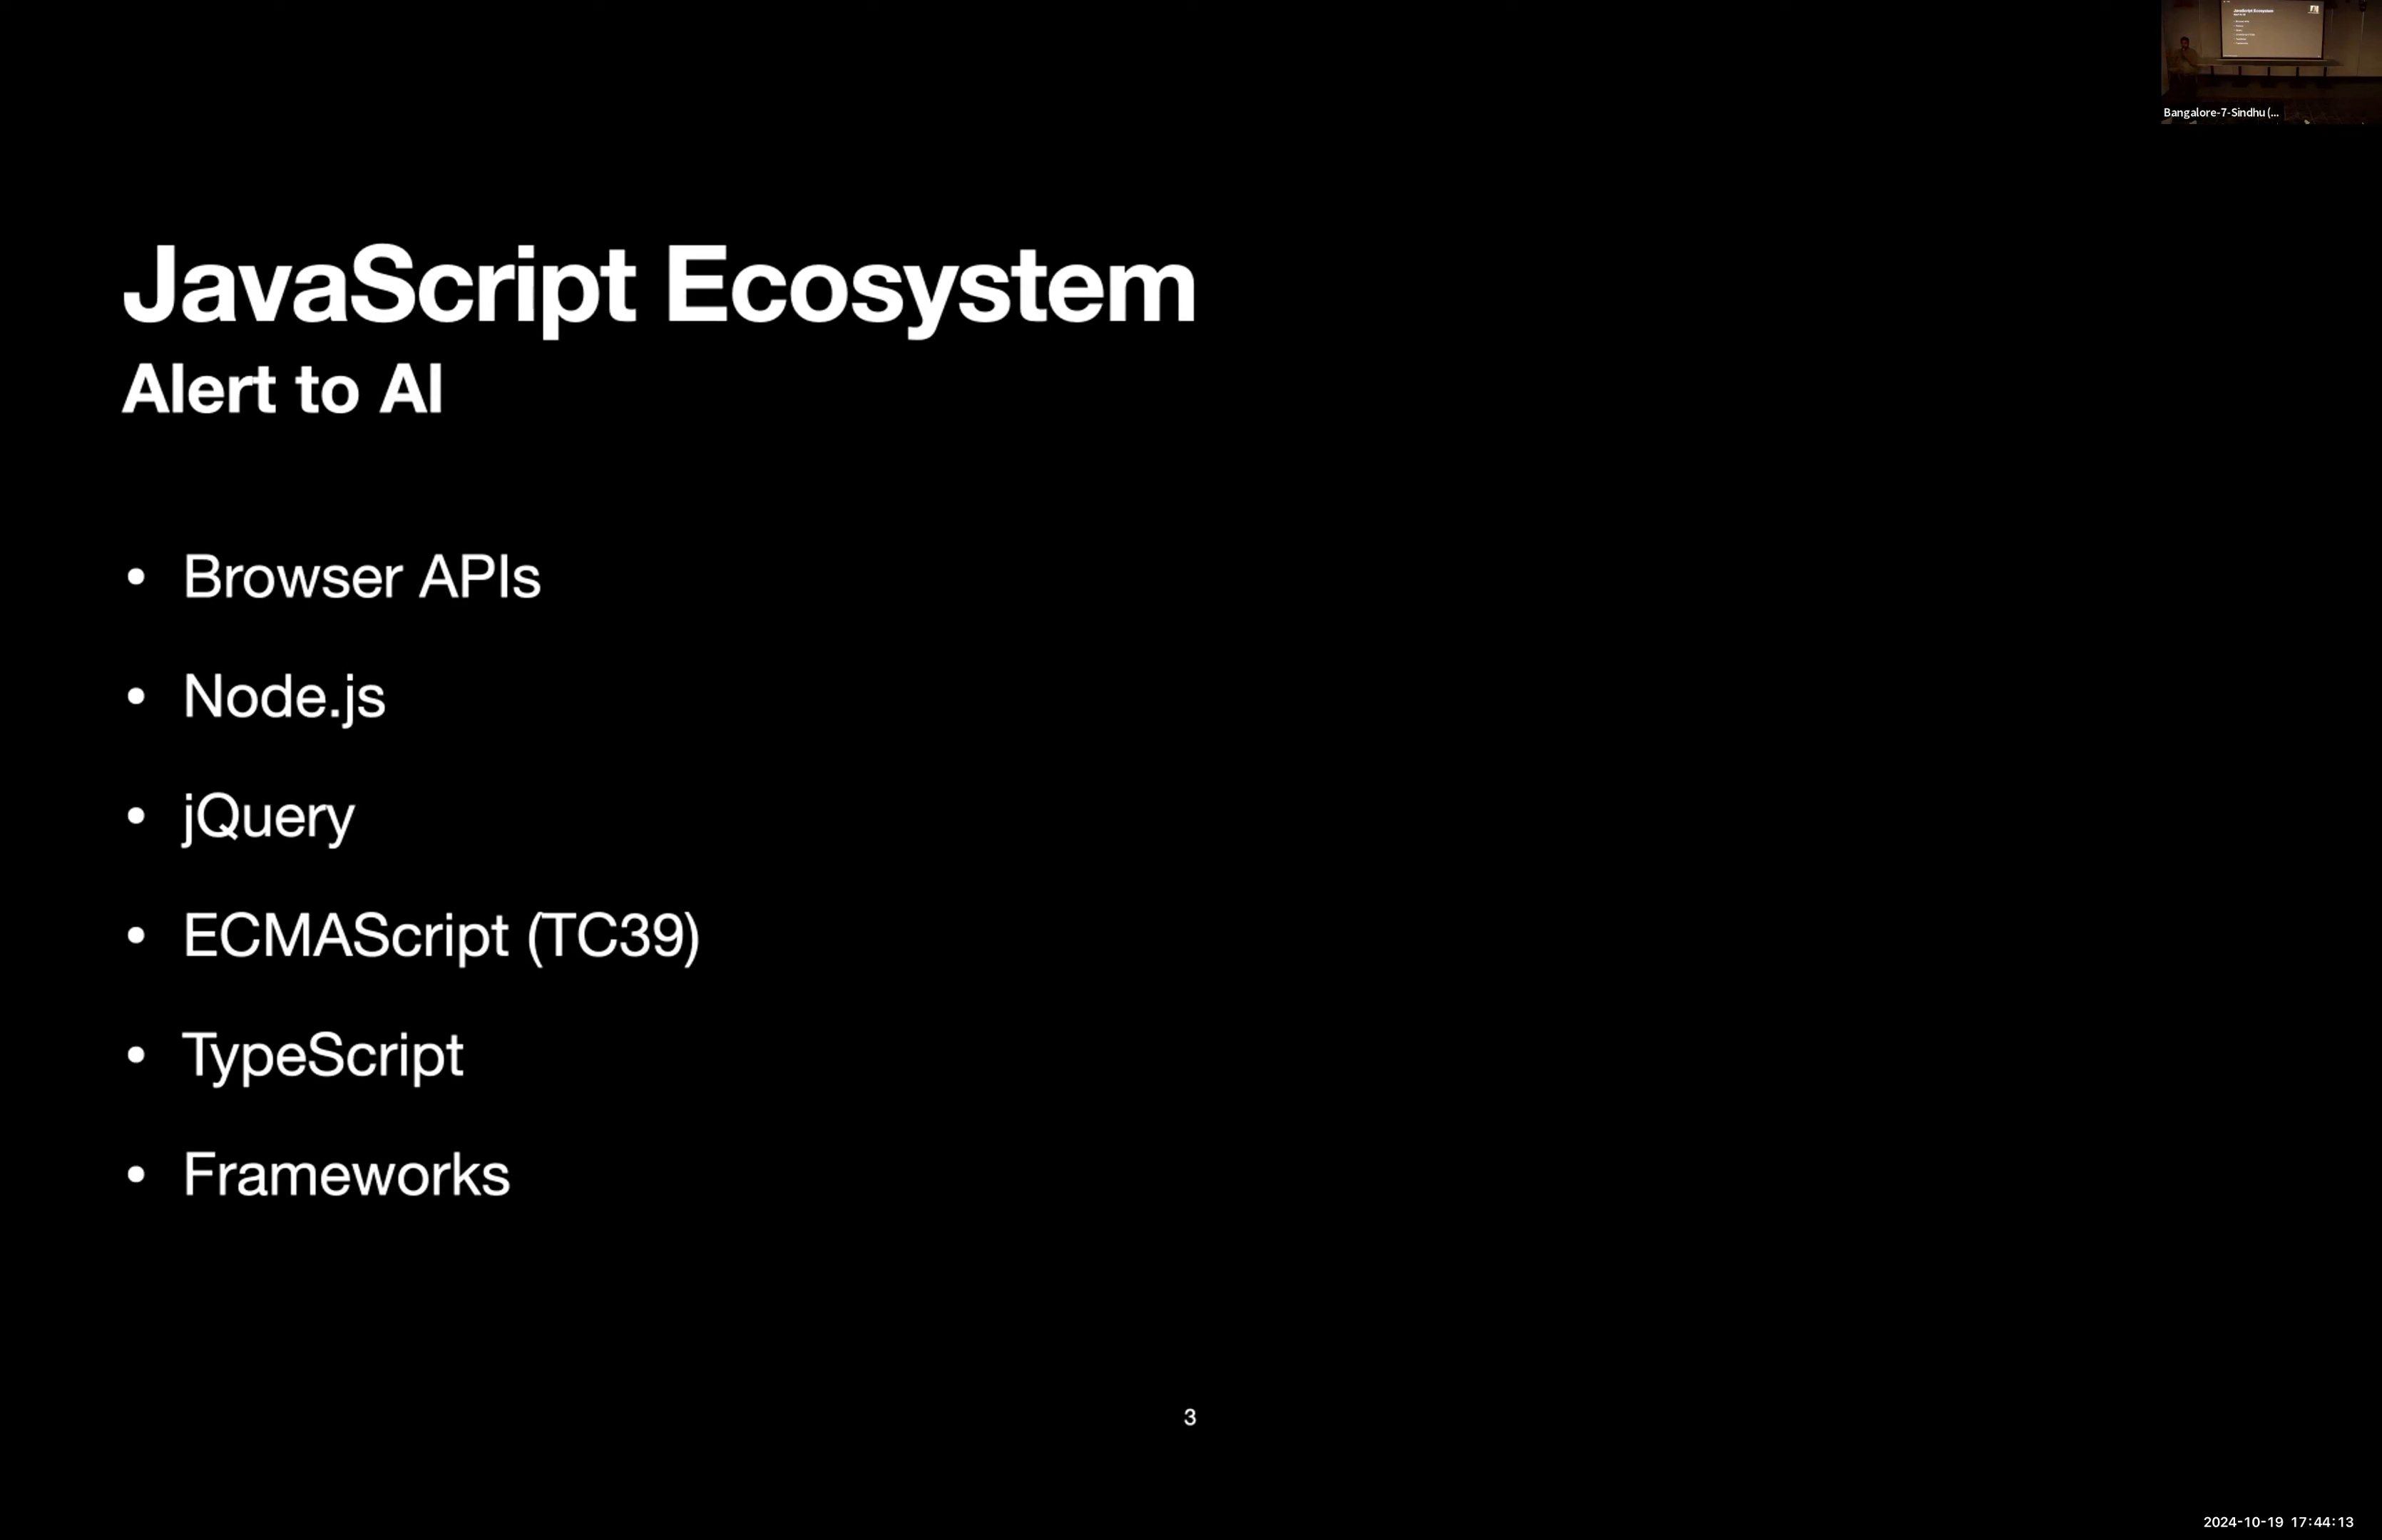 Bangalore-7-Sindhu (...
JavaScript Ecosystem
Alert to AI
• Browser APIs
• Node.js
• jQuery
• ECMAScript (TC39)
• TypeScript
• Frameworks
3
2024-10-19 17:44:13